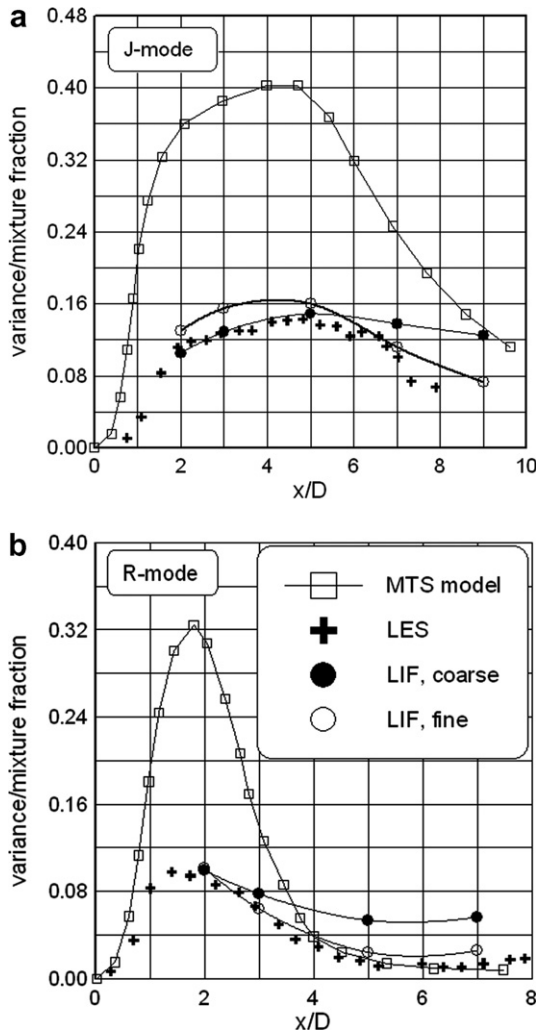 a
J-mode
variance/mixture fraction
0.48
0.40
0.32
0.24
0.16
0.08
0.00
0 2 4 6 8 10
x/D
b
R-mode
MTS model
LES
LIF, coarse
LIF, fine
variance/mixture fraction
0.40
0.32
0.24
0.16
0.08
0.00
0 2 4 6 8
x/D